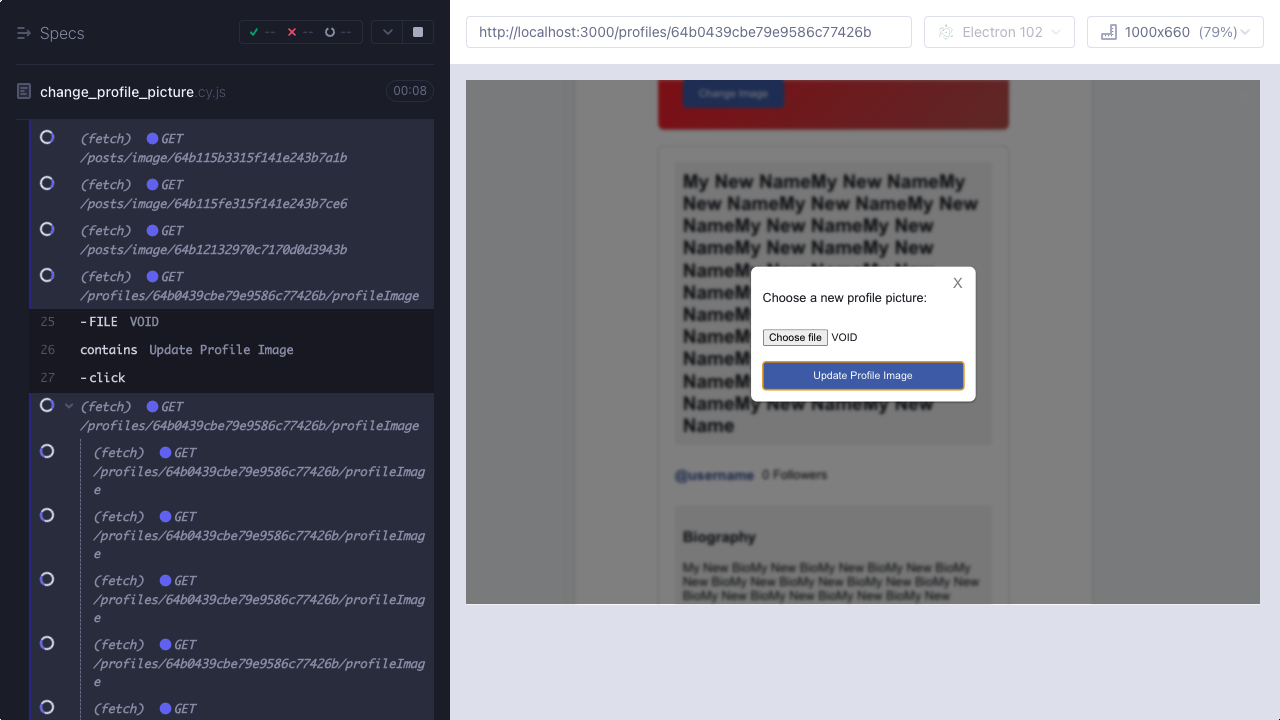 Specs
-- -- --
change_profile_picture.cy.js
00:08
(fetch) GET
/posts/image/64b115b3315f141e243b7a1b
(fetch) GET
/posts/image/64b115fe315f141e243b7ce6
(fetch) GET
/posts/image/64b12132970c7170d0d3943b
(fetch) GET
/profiles/64b0439cbe79e9586c77426b/profileImage
25 -FILE VOID
26 contains Update Profile Image
27 -click
(fetch) GET
/profiles/64b0439cbe79e9586c77426b/profileImage
(fetch) GET
/profiles/64b0439cbe79e9586c77426b/profileImag
e
(fetch) GET
/profiles/64b0439cbe79e9586c77426b/profileImag
e
(fetch) GET
/profiles/64b0439cbe79e9586c77426b/profileImag
e
(fetch) GET
/profiles/64b0439cbe79e9586c77426b/profileImag
e
(fetch) GET
http://localhost:3000/profiles/64b0439cbe79e9586c77426b
Electron 102
1000x660 (79%)
Change Image
My New NameMy New NameMy
New NameMy New NameMy New
NameMy New NameMy New
NameMy New NameMy New
NameM
NameM
NameM
NameM
NameM
NameM
NameMy New NameMy New
Name
X
Choose a new profile picture:
Choose file VOID
Update Profile Image
@username 0 Followers
Biography
My New BioMy New BioMy New BioMy New BioMy
New BioMy New BioMy New BioMy New BioMy New
BioMy New BioMy New BioMy New BioMy New